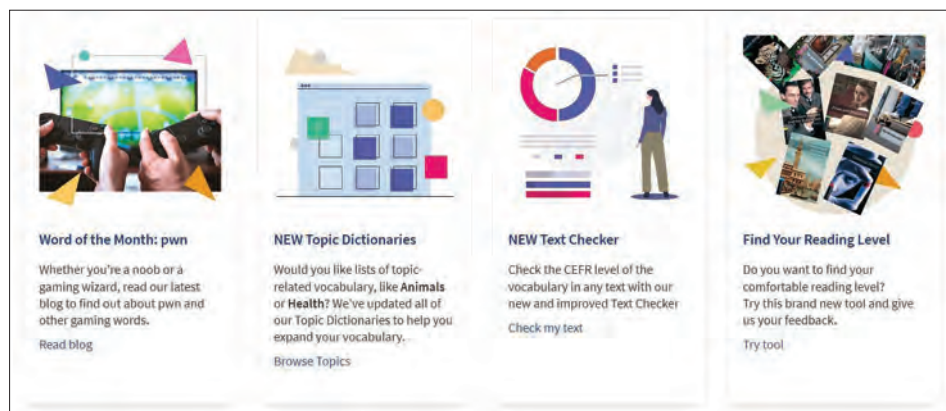 Word of the Month: pwn
Whether you're a noob or a
gaming wizard, read our latest
blog to find out about pwn and
other gaming words.
Read blog
NEW Topic Dictionaries
Would you like lists of topic-
related vocabulary, like Animals
or Health? We've updated all of
our Topic Dictionaries to help you
expand your vocabulary.
Browse Topics
NEW Text Checker
Check the CEFR level of the
vocabulary in any text with our
new and improved Text Checker
Check my text
Find Your Reading Level
Do you want to find your
comfortable reading level?
Try this brand new tool and give
us your feedback.
Try tool